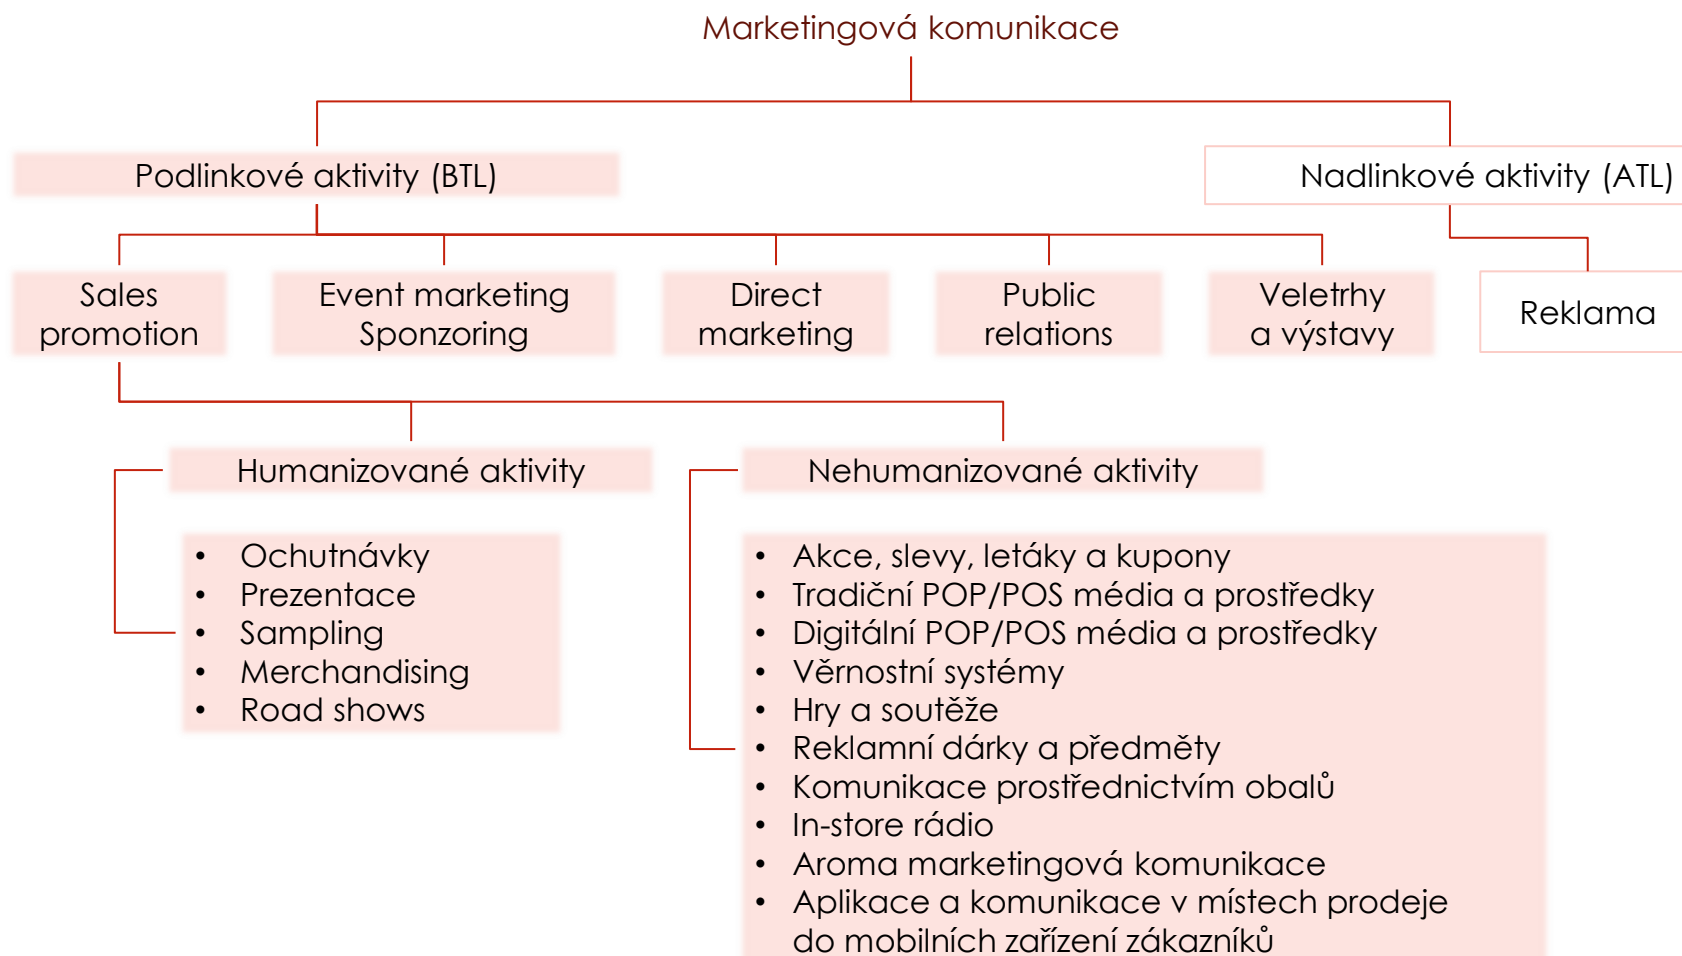 Marketingová komunikace
Podlinkové aktivity (BTL)
Nadlinkové aktivity (ATL)
Sales
promotion
Event marketing
Sponzoring
Direct
marketing
Public
relations
Veletrhy
a výstavy
Reklama
Humanizované aktivity
• Ochutnávky
• Prezentace
• Sampling
• Merchandising
• Road shows
Nehumanizované aktivity
• Akce, slevy, letáky a kupony
• Tradiční POP/POS média a prostředky
• Digitální POP/POS média a prostředky
• Věrnostní systémy
• Hry a soutěže
• Reklamní dárky a předměty
• Komunikace prostřednictvím obalů
• In-store rádio
• Aroma marketingová komunikace
• Aplikace a komunikace v místech prodeje
do mobilních zařízení zákazníků